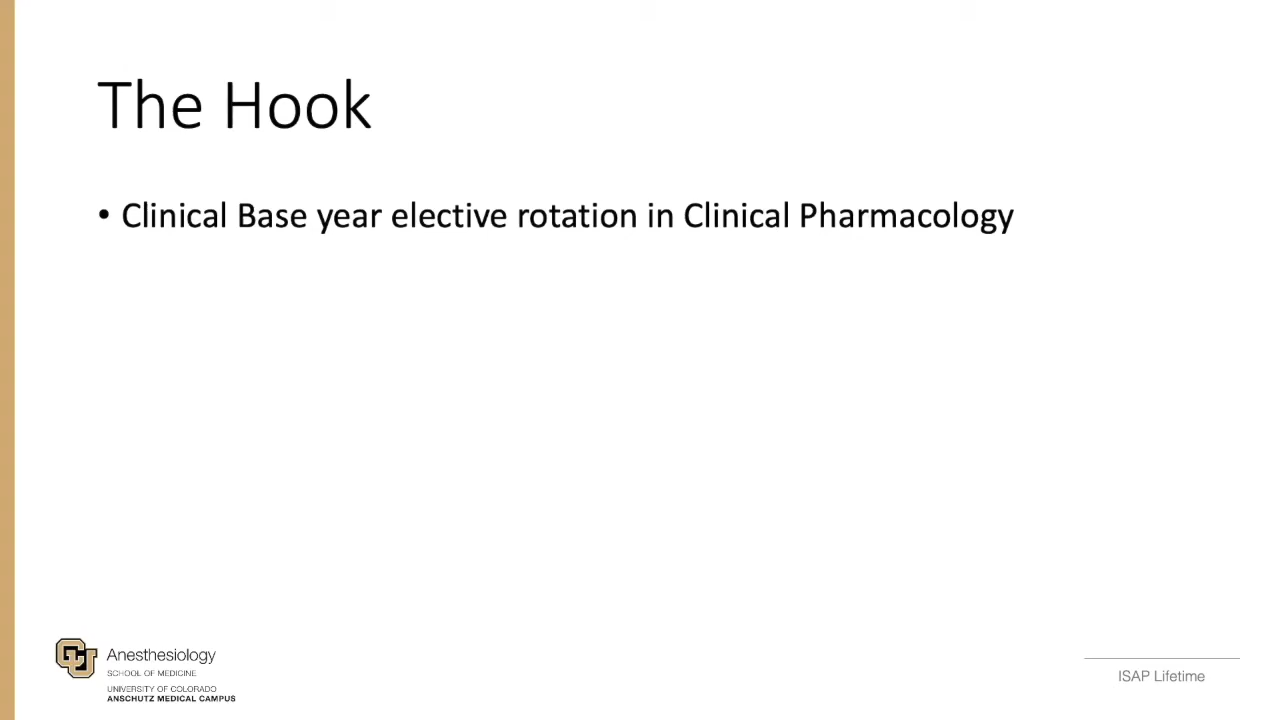 The Hook
• Clinical Base year elective rotation in Clinical Pharmacology
Anesthesiology
SCHOOL OF MEDICINE
UNIVERSITY OF COLORADO
ANSCHUTZ MEDICAL CAMPUS
ISAP Lifetime